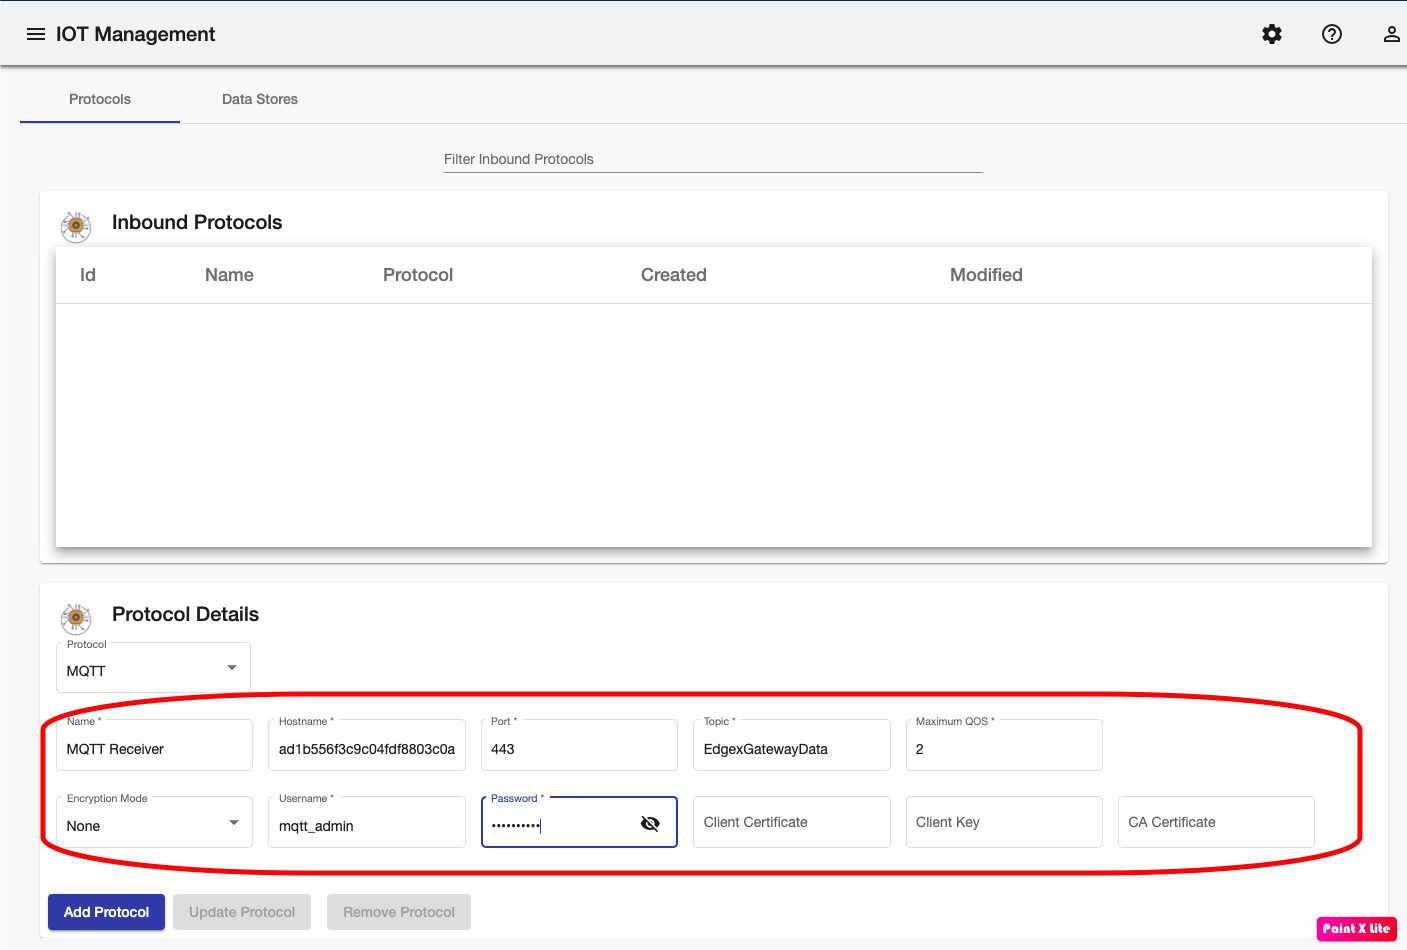 IOT Management
Protocols Data Stores
Filter Inbound Protocols
Inbound Protocols
Id Name Protocol Created Modified
Protocol Details
Protocol
MQTT
Name * Hostname * Port * Topic * Maximum QOS *
MQTT Receiver ad1b556f3c9c04fdf8803c0a 443 EdgexGatewayData 2
Encryption Mode Username * Password *
None mqtt_admin •••••••••• Client Certificate Client Key CA Certificate
Add Protocol Update Protocol Remove Protocol
Paint X Lite